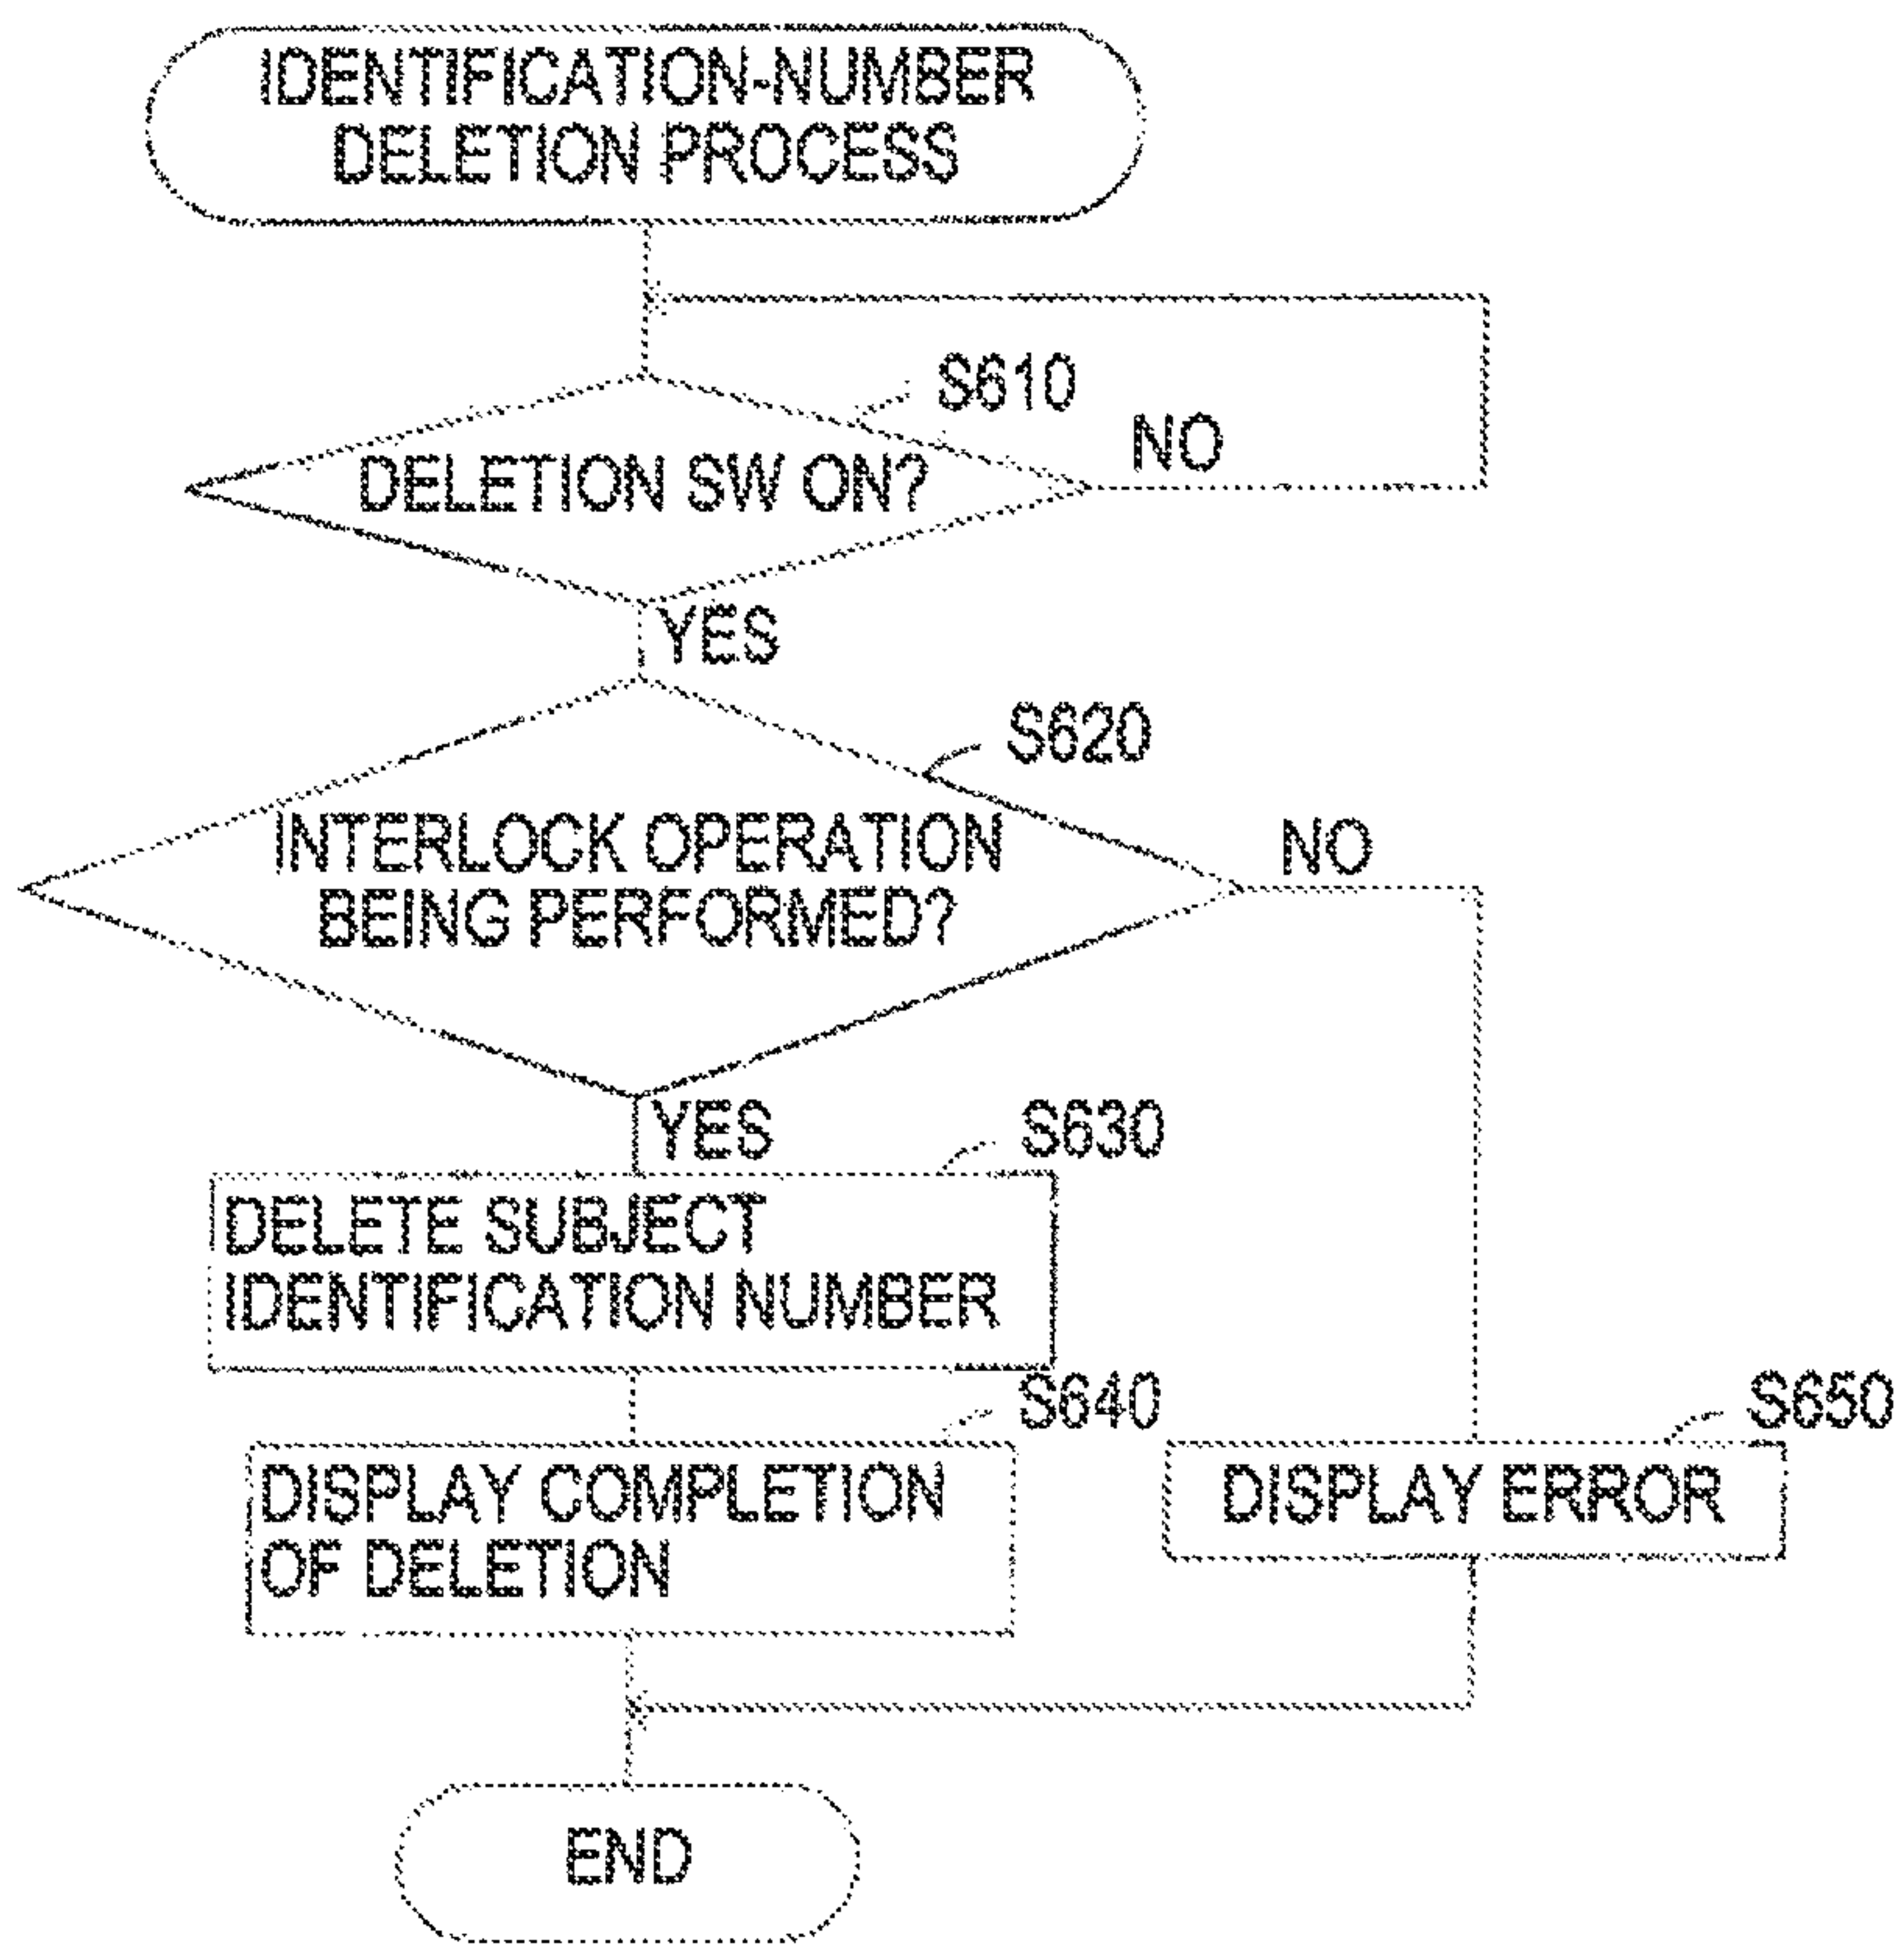 IDENTIFICATION-NUMBER
DELETION PROCESS
S610
DELETION SW ON?
NO
YES
S620
INTERLOCK OPERATION
BEING PERFORMED?
NO
YES
S630
DELETE SUBJECT
IDENTIFICATION NUMBER
S640
DISPLAY COMPLETION
OF DELETION
S650
DISPLAY ERROR
END